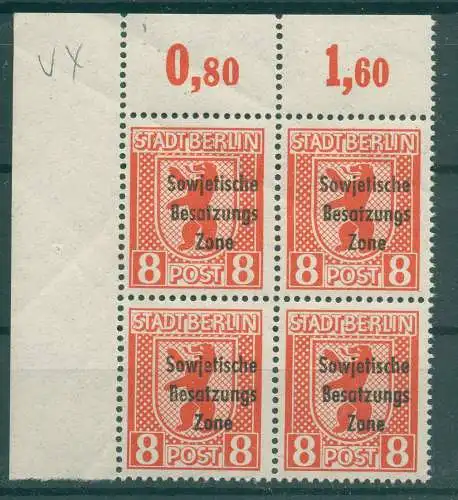 VX
0,80 1,60
STADT BERLIN STADT BERLIN
Sowjetische Sowjetische
Besatzungs Besatzungs
Zone Zone
8 POST 8 8 POST 8
STADT BERLIN STADT BERLIN
Sowjetische Sowjetische
Besatzungs Besatzungs
Zone Zone
8 POST 8 8 POST 8